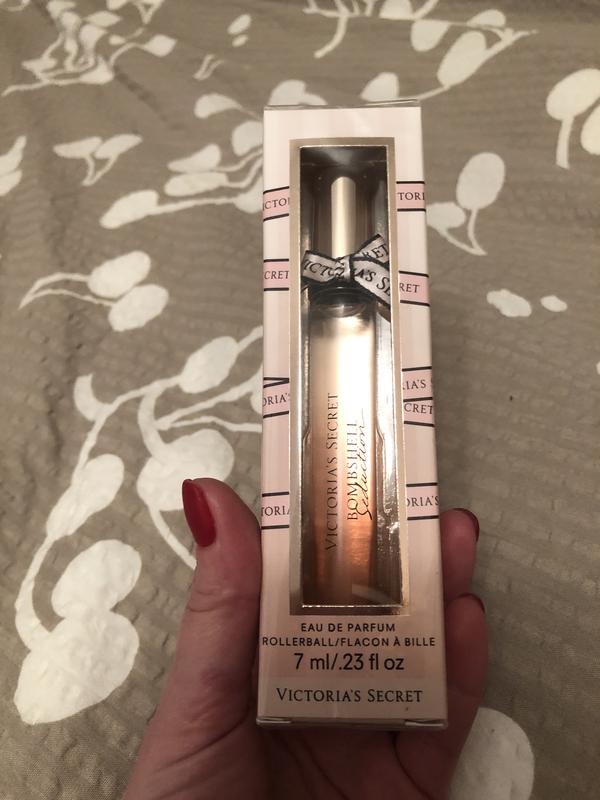 VICTORIA'S SECRET
BOMBSHELL
Seduction
EAU DE PARFUM
ROLLERBALL/FLACON À BILLE
7 ml/.23 fl oz
VICTORIA'S SECRET